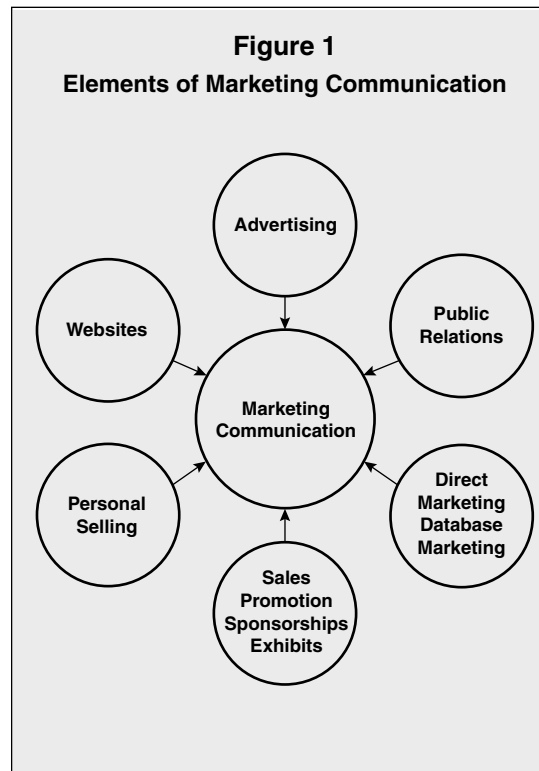 Figure 1
Elements of Marketing Communication
Advertising
Websites
Public
Relations
Marketing
Communication
Personal
Selling
Direct
Marketing
Database
Marketing
Sales
Promotion
Sponsorships
Exhibits